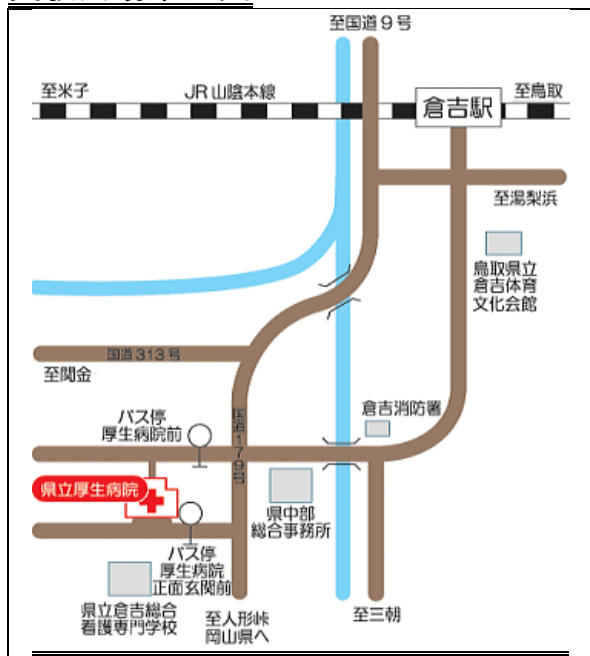 至国道9号
至米子
JR山陰本線
倉吉駅
至鳥取
至湯梨浜
鳥取県立
倉吉体育
文化会館
国道313号
至関金
倉吉消防署
バス停
厚生病院前
国道179号
県立厚生病院
県中部
総合事務所
バス停
厚生病院
正面玄関前
県立倉吉総合
看護専門学校
至人形峠
岡山県へ
至三朝